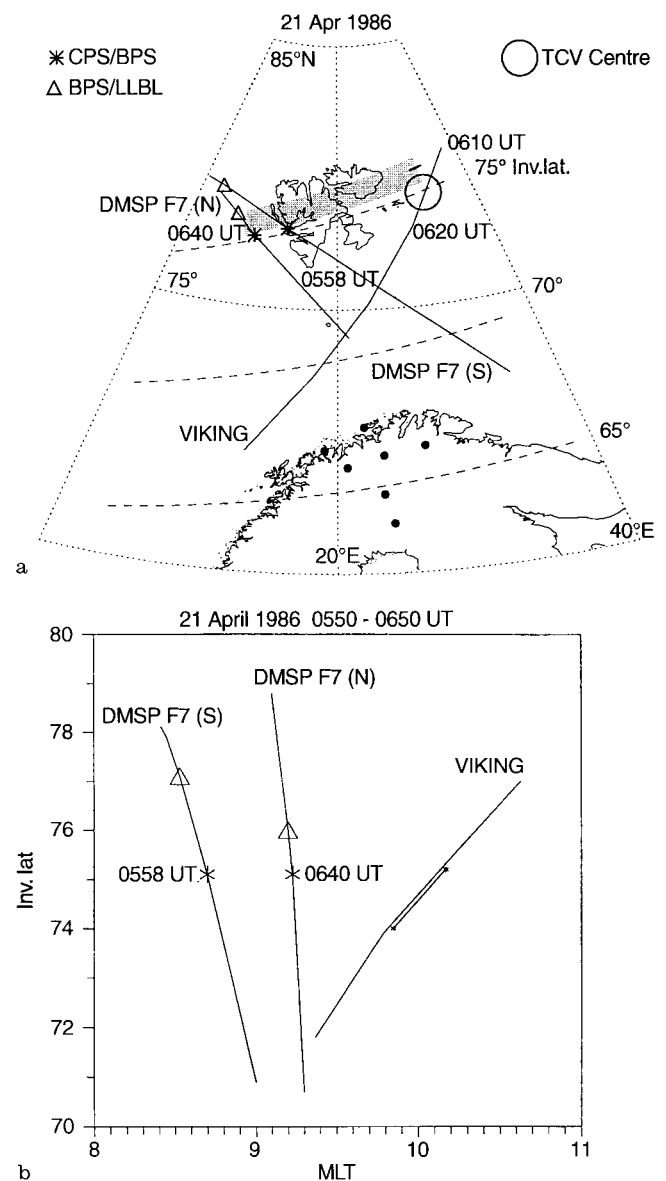 21 Apr 1986
CPS/BPS
BPS/LLBL
85°N
TCV Centre
0610 UT
75° Inv.lat.
DMSP F7 (N)
0640 UT
0620 UT
75°
0558 UT
70°
DMSP F7 (S)
VIKING
65°
20°E
40°E
a
21 April 1986 0550 - 0650 UT
80
DMSP F7 (N)
DMSP F7 (S)
78
VIKING
76
0558 UT
0640 UT
Inv. lat
74
72
70
8
9
10
11
MLT
b